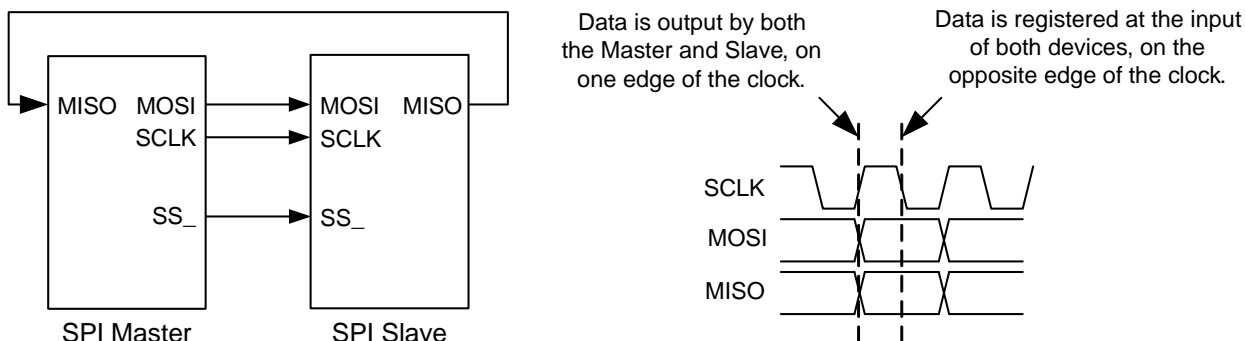 MISO MOSI
SCLK
SS_
SPI Master
MOSI MISO
SCLK
SS_
SPI Slave
Data is output by both
the Master and Slave, on
one edge of the clock.
Data is registered at the input
of both devices, on the
opposite edge of the clock.
SCLK
MOSI
MISO